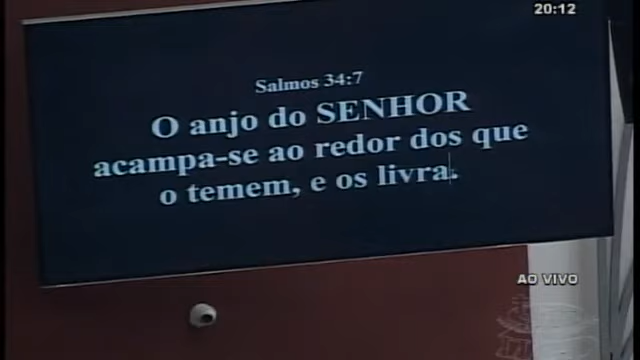 20:12
Salmos 34:7
O anjo do SENHOR
acampa-se ao redor dos que
o temem, e os livra.
AO VIVO